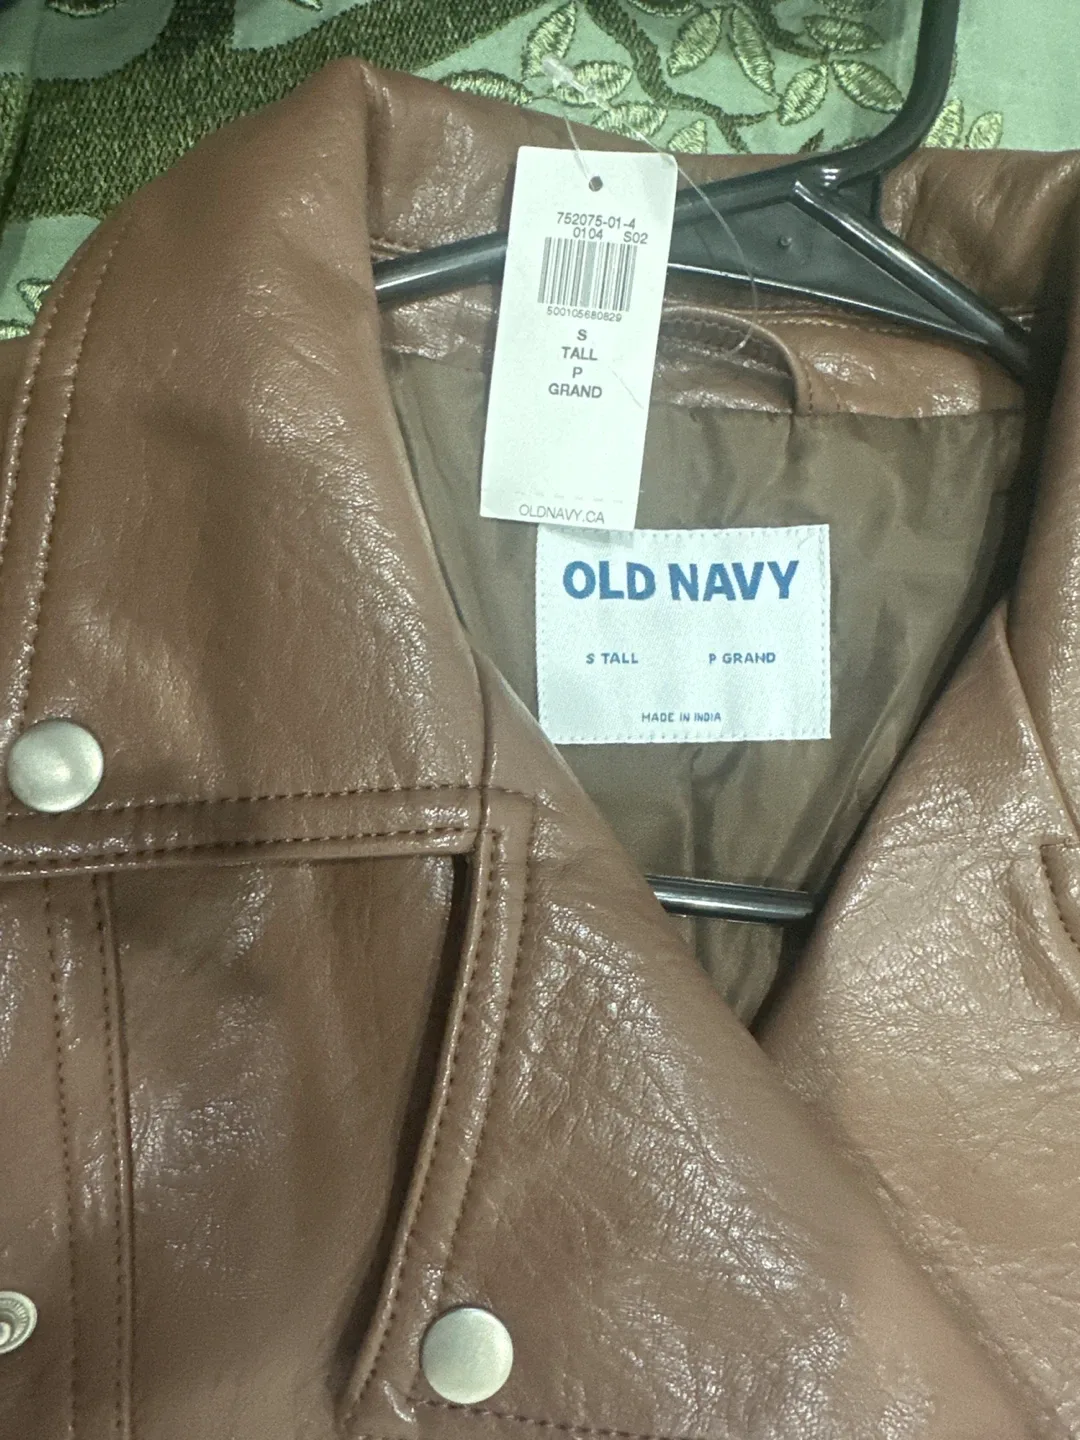 752075-01-4
0104 S02
500105680829
S
TALL
P
GRAND
OLDNAVY.CA
OLD NAVY
S TALL P GRAND
MADE IN INDIA